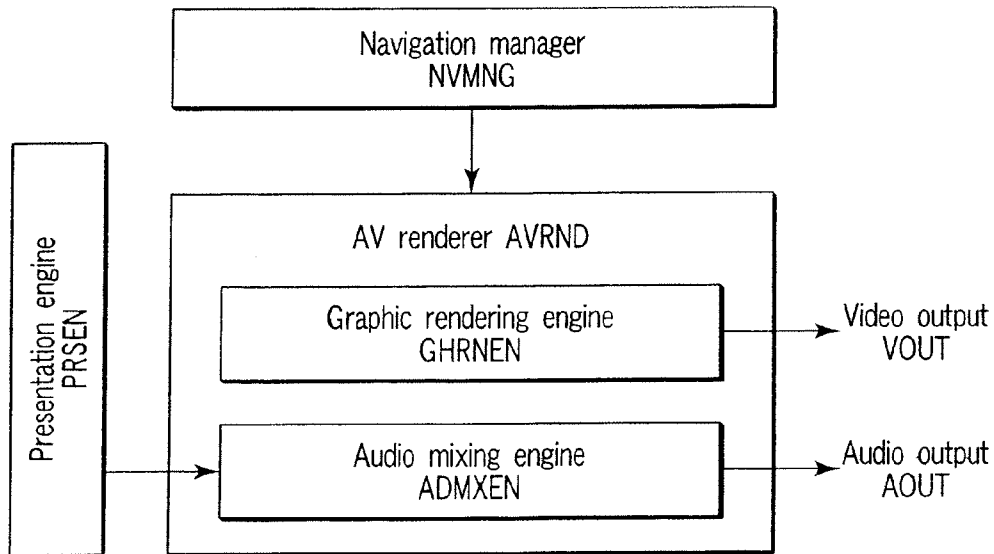 Navigation manager
NVMNG
Presentation engine
PRSEN
AV renderer AVRND
Graphic rendering engine
GHRNEN
Video output
VOUT
Audio mixing engine
ADMXEN
Audio output
AOUT